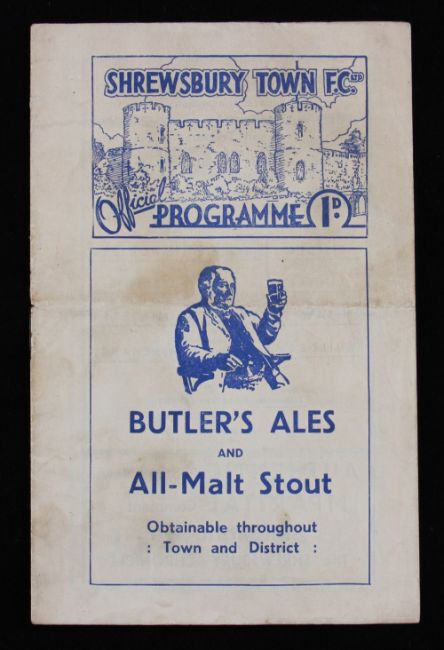 SHREWSBURY TOWN F.C. LTD
Official PROGRAMME 1D.
BUTLER'S ALES
AND
All-Malt Stout
Obtainable throughout
: Town and District :